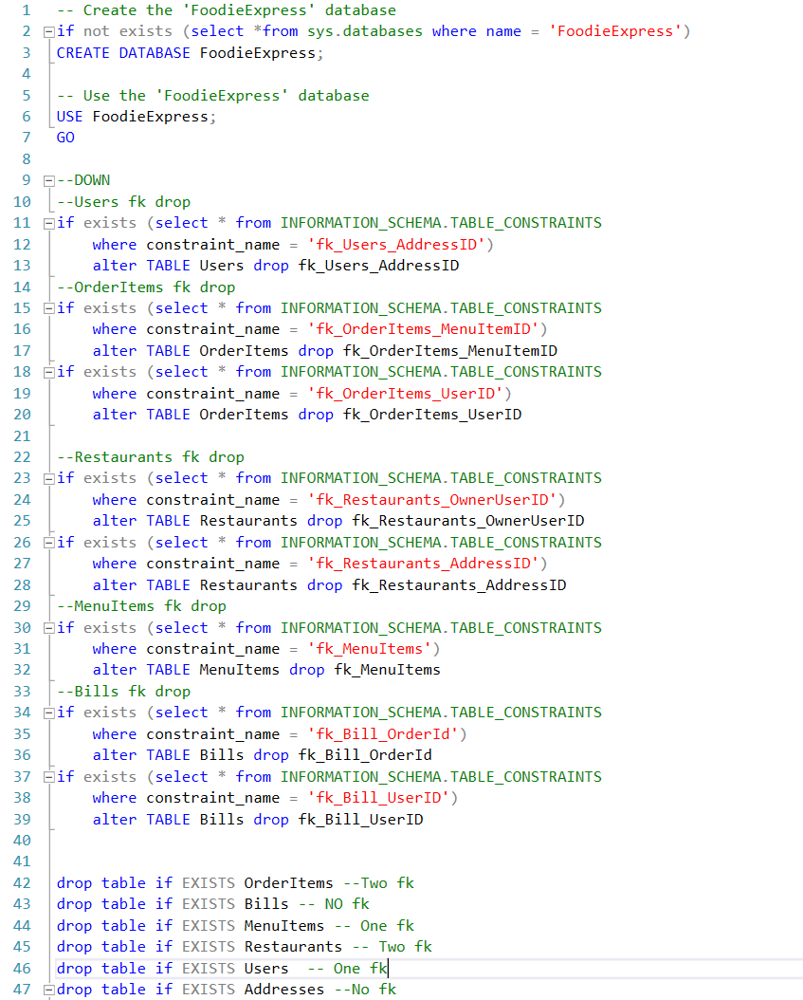 1 -- Create the 'FoodieExpress' database
2 if not exists (select *from sys.databases where name = 'FoodieExpress')
3 CREATE DATABASE FoodieExpress;
4
5 -- Use the 'FoodieExpress' database
6 USE FoodieExpress;
7 GO
8
9 --DOWN
10 --Users fk drop
11 if exists (select * from INFORMATION_SCHEMA.TABLE_CONSTRAINTS
12 where constraint_name = 'fk_Users_AddressID')
13 alter TABLE Users drop fk_Users_AddressID
14 --OrderItems fk drop
15 if exists (select * from INFORMATION_SCHEMA.TABLE_CONSTRAINTS
16 where constraint_name = 'fk_OrderItems_MenuItemID')
17 alter TABLE OrderItems drop fk_OrderItems_MenuItemID
18 if exists (select * from INFORMATION_SCHEMA.TABLE_CONSTRAINTS
19 where constraint_name = 'fk_OrderItems_UserID')
20 alter TABLE OrderItems drop fk_OrderItems_UserID
21
22 --Restaurants fk drop
23 if exists (select * from INFORMATION_SCHEMA.TABLE_CONSTRAINTS
24 where constraint_name = 'fk_Restaurants_OwnerUserID')
25 alter TABLE Restaurants drop fk_Restaurants_OwnerUserID
26 if exists (select * from INFORMATION_SCHEMA.TABLE_CONSTRAINTS
27 where constraint_name = 'fk_Restaurants_AddressID')
28 alter TABLE Restaurants drop fk_Restaurants_AddressID
29 --MenuItems fk drop
30 if exists (select * from INFORMATION_SCHEMA.TABLE_CONSTRAINTS
31 where constraint_name = 'fk_MenuItems')
32 alter TABLE MenuItems drop fk_MenuItems
33 --Bills fk drop
34 if exists (select * from INFORMATION_SCHEMA.TABLE_CONSTRAINTS
35 where constraint_name = 'fk_Bill_OrderId')
36 alter TABLE Bills drop fk_Bill_OrderId
37 if exists (select * from INFORMATION_SCHEMA.TABLE_CONSTRAINTS
38 where constraint_name = 'fk_Bill_UserID')
39 alter TABLE Bills drop fk_Bill_UserID
40
41
42 drop table if EXISTS OrderItems --Two fk
43 drop table if EXISTS Bills -- NO fk
44 drop table if EXISTS MenuItems -- One fk
45 drop table if EXISTS Restaurants -- Two fk
46 drop table if EXISTS Users  -- One fk
47 drop table if EXISTS Addresses --No fk